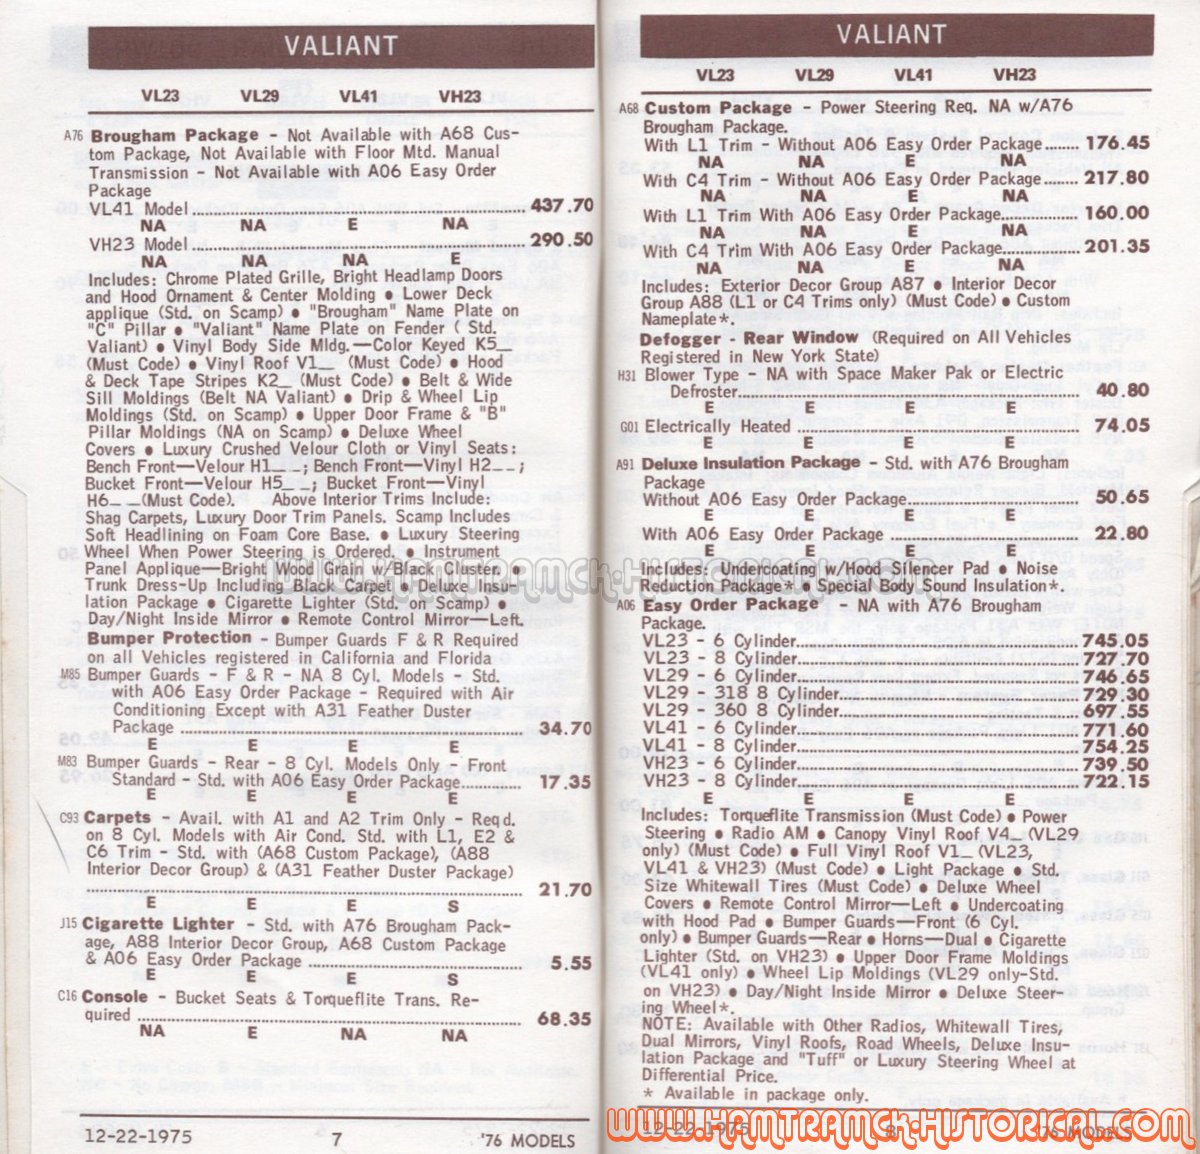 VALIANT
VL23 VL29 VL41 VH23
A76 Brougham Package - Not Available with A68 Cus-
tom Package, Not Available with Floor Mtd. Manual
Transmission - Not Available with A06 Easy Order
Package
VL41 Model 437.70
NA NA E NA
VH23 Model 290.50
NA NA NA E
Includes: Chrome Plated Grille, Bright Headlamp Doors
and Hood Ornament & Center Molding • Lower Deck
applique (Std. on Scamp) • "Brougham" Name Plate on
"C" Pillar • "Valiant" Name Plate on Fender ( Std.
Valiant) • Vinyl Body Side Mldg.—Color Keyed K5_
(Must Code) • Vinyl Roof V1__ (Must Code) • Hood
& Deck Tape Stripes K2_ (Must Code) • Belt & Wide
Sill Moldings (Belt NA Valiant) • Drip & Wheel Lip
Moldings (Std. on Scamp) • Upper Door Frame & "B"
Pillar Moldings (NA on Scamp) • Deluxe Wheel
Covers • Luxury Crushed Velour Cloth or Vinyl Seats:
Bench Front—Velour H1_ _; Bench Front—Vinyl H2_ _;
Bucket Front—Velour H5_ _; Bucket Front—Vinyl
H6_ _(Must Code). Above Interior Trims Include:
Shag Carpets, Luxury Door Trim Panels. Scamp Includes
Soft Headlining on Foam Core Base. • Luxury Steering
Wheel When Power Steering is Ordered. • Instrument
Panel Applique—Bright Wood Grain w/Black Cluster •
Trunk Dress-Up Including Black Carpet • Deluxe Insu-
lation Package • Cigarette Lighter (Std. on Scamp) •
Day/Night Inside Mirror • Remote Control Mirror—Left.
Bumper Protection - Bumper Guards F & R Required
on all Vehicles registered in California and Florida
M85 Bumper Guards - F & R - NA 8 Cyl. Models - Std.
with A06 Easy Order Package - Required with Air
Conditioning Except with A31 Feather Duster
Package 34.70
E E E E
M83 Bumper Guards - Rear - 8 Cyl. Models Only - Front
Standard - Std. with A06 Easy Order Package 17.35
E E E E
C93 Carpets - Avail. with A1 and A2 Trim Only - Reqd.
on 8 Cyl. Models with Air Cond. Std. with L1, E2 &
C6 Trim - Std. with (A68 Custom Package), (A88
Interior Decor Group) & (A31 Feather Duster Package)
21.70
E E E S
J15 Cigarette Lighter - Std. with A76 Brougham Pack-
age, A88 Interior Decor Group, A68 Custom Package
& A06 Easy Order Package 5.55
E E E S
C16 Console - Bucket Seats & Torqueflite Trans. Re-
quired 68.35
NA E NA NA
12-22-1975 7 '76 MODELS
VALIANT
VL23 VL29 VL41 VH23
A68 Custom Package - Power Steering Req. NA w/A76
Brougham Package.
With L1 Trim - Without A06 Easy Order Package 176.45
NA NA E NA
With C4 Trim - Without A06 Easy Order Package 217.80
NA NA E NA
With L1 Trim With A06 Easy Order Package 160.00
NA NA E NA
With C4 Trim With A06 Easy Order Package 201.35
NA NA E NA
Includes: Exterior Decor Group A87 • Interior Decor
Group A88 (L1 or C4 Trims only) (Must Code) • Custom
Nameplate*.
Defogger - Rear Window (Required on All Vehicles
Registered in New York State)
H31 Blower Type - NA with Space Maker Pak or Electric
Defroster 40.80
E E E E
G01 Electrically Heated 74.05
E E E E
A91 Deluxe Insulation Package - Std. with A76 Brougham
Package
Without A06 Easy Order Package 50.65
E E E E
With A06 Easy Order Package 22.80
E E E E
Includes: Undercoating w/Hood Silencer Pad • Noise
Reduction Package* • Special Body Sound Insulation*.
WWW.HAMTRAMCK-HISTORICAL.COM
A06 Easy Order Package - NA with A76 Brougham
Package.
VL23 - 6 Cylinder 745.05
VL23 - 8 Cylinder 727.70
VL29 - 6 Cylinder 746.65
VL29 - 318 8 Cylinder 729.30
VL29 - 360 8 Cylinder 697.55
VL41 - 6 Cylinder 771.60
VL41 - 8 Cylinder 754.25
VH23 - 6 Cylinder 739.50
VH23 - 8 Cylinder 722.15
E E E E
Includes: Torqueflite Transmission (Must Code) • Power
Steering • Radio AM • Canopy Vinyl Roof V4_ (VL29
only) (Must Code) • Full Vinyl Roof V1_ (VL23,
VL41 & VH23) (Must Code) • Light Package • Std.
Size Whitewall Tires (Must Code) • Deluxe Wheel
Covers • Remote Control Mirror—Left • Undercoating
with Hood Pad • Bumper Guards—Front (6 Cyl.
only) • Bumper Guards—Rear • Horns—Dual • Cigarette
Lighter (Std. on VH23) • Upper Door Frame Moldings
(VL41 only) • Wheel Lip Moldings (VL29 only-Std.
on VH23) • Day/Night Inside Mirror • Deluxe Steer-
ing Wheel*.
NOTE: Available with Other Radios, Whitewall Tires,
Dual Mirrors, Vinyl Roofs, Road Wheels, Deluxe Insu-
lation Package and "Tuff" or Luxury Steering Wheel at
Differential Price.
* Available in package only.
12-22-1975 8 '76 MODELS
WWW.HAMTRAMCK-HISTORICAL.COM